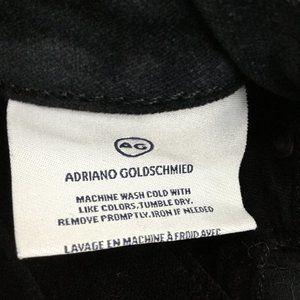 AG
ADRIANO GOLDSCHMIED
MACHINE WASH COLD WITH
LIKE COLORS, TUMBLE DRY.
REMOVE PROMPTLY. IRON IF NEEDED
LAVAGE EN MACHINE À FROID AVEC